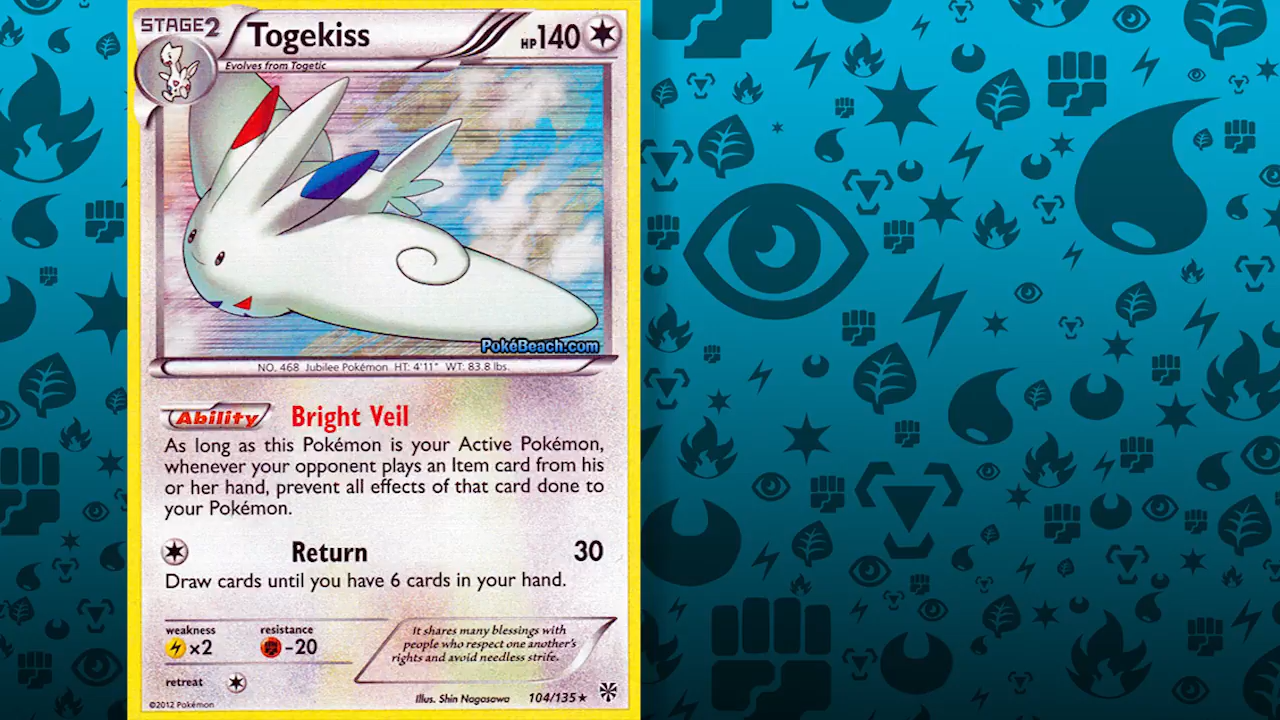 STAGE2
Togekiss
HP140
Evolves from Togetic
PokéBeach.com
NO. 468 Jubilee Pokémon HT: 4'11" WT: 83.8 lbs.
Ability Bright Veil
As long as this Pokémon is your Active Pokémon,
whenever your opponent plays an Item card from his
or her hand, prevent all effects of that card done to
your Pokémon.
Return 30
Draw cards until you have 6 cards in your hand.
weakness resistance
×2 -20
It shares many blessings with
people who respect one another's
rights and avoid needless strife.
retreat
Illus. Shin Nagasawa 104/135★
©2012 Pokémon